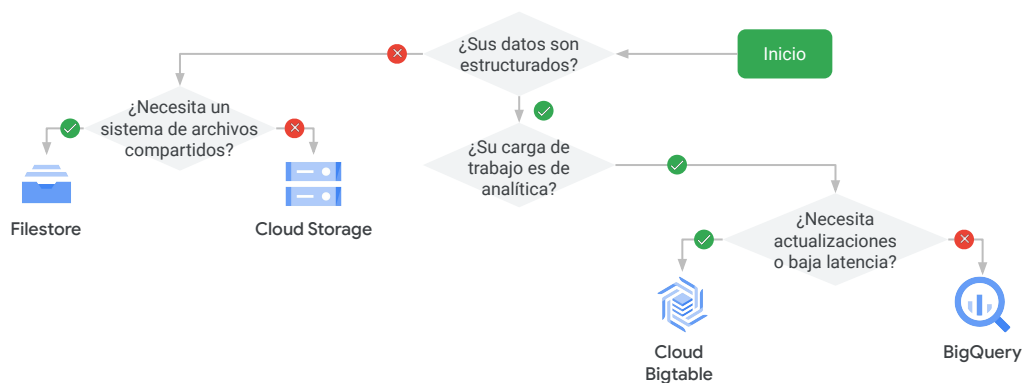 ¿Sus datos son
estructurados?
Inicio
¿Necesita un
sistema de archivos
compartidos?
¿Su carga de
trabajo es de
analítica?
Filestore
Cloud Storage
¿Necesita
actualizaciones
o baja latencia?
Cloud
Bigtable
BigQuery